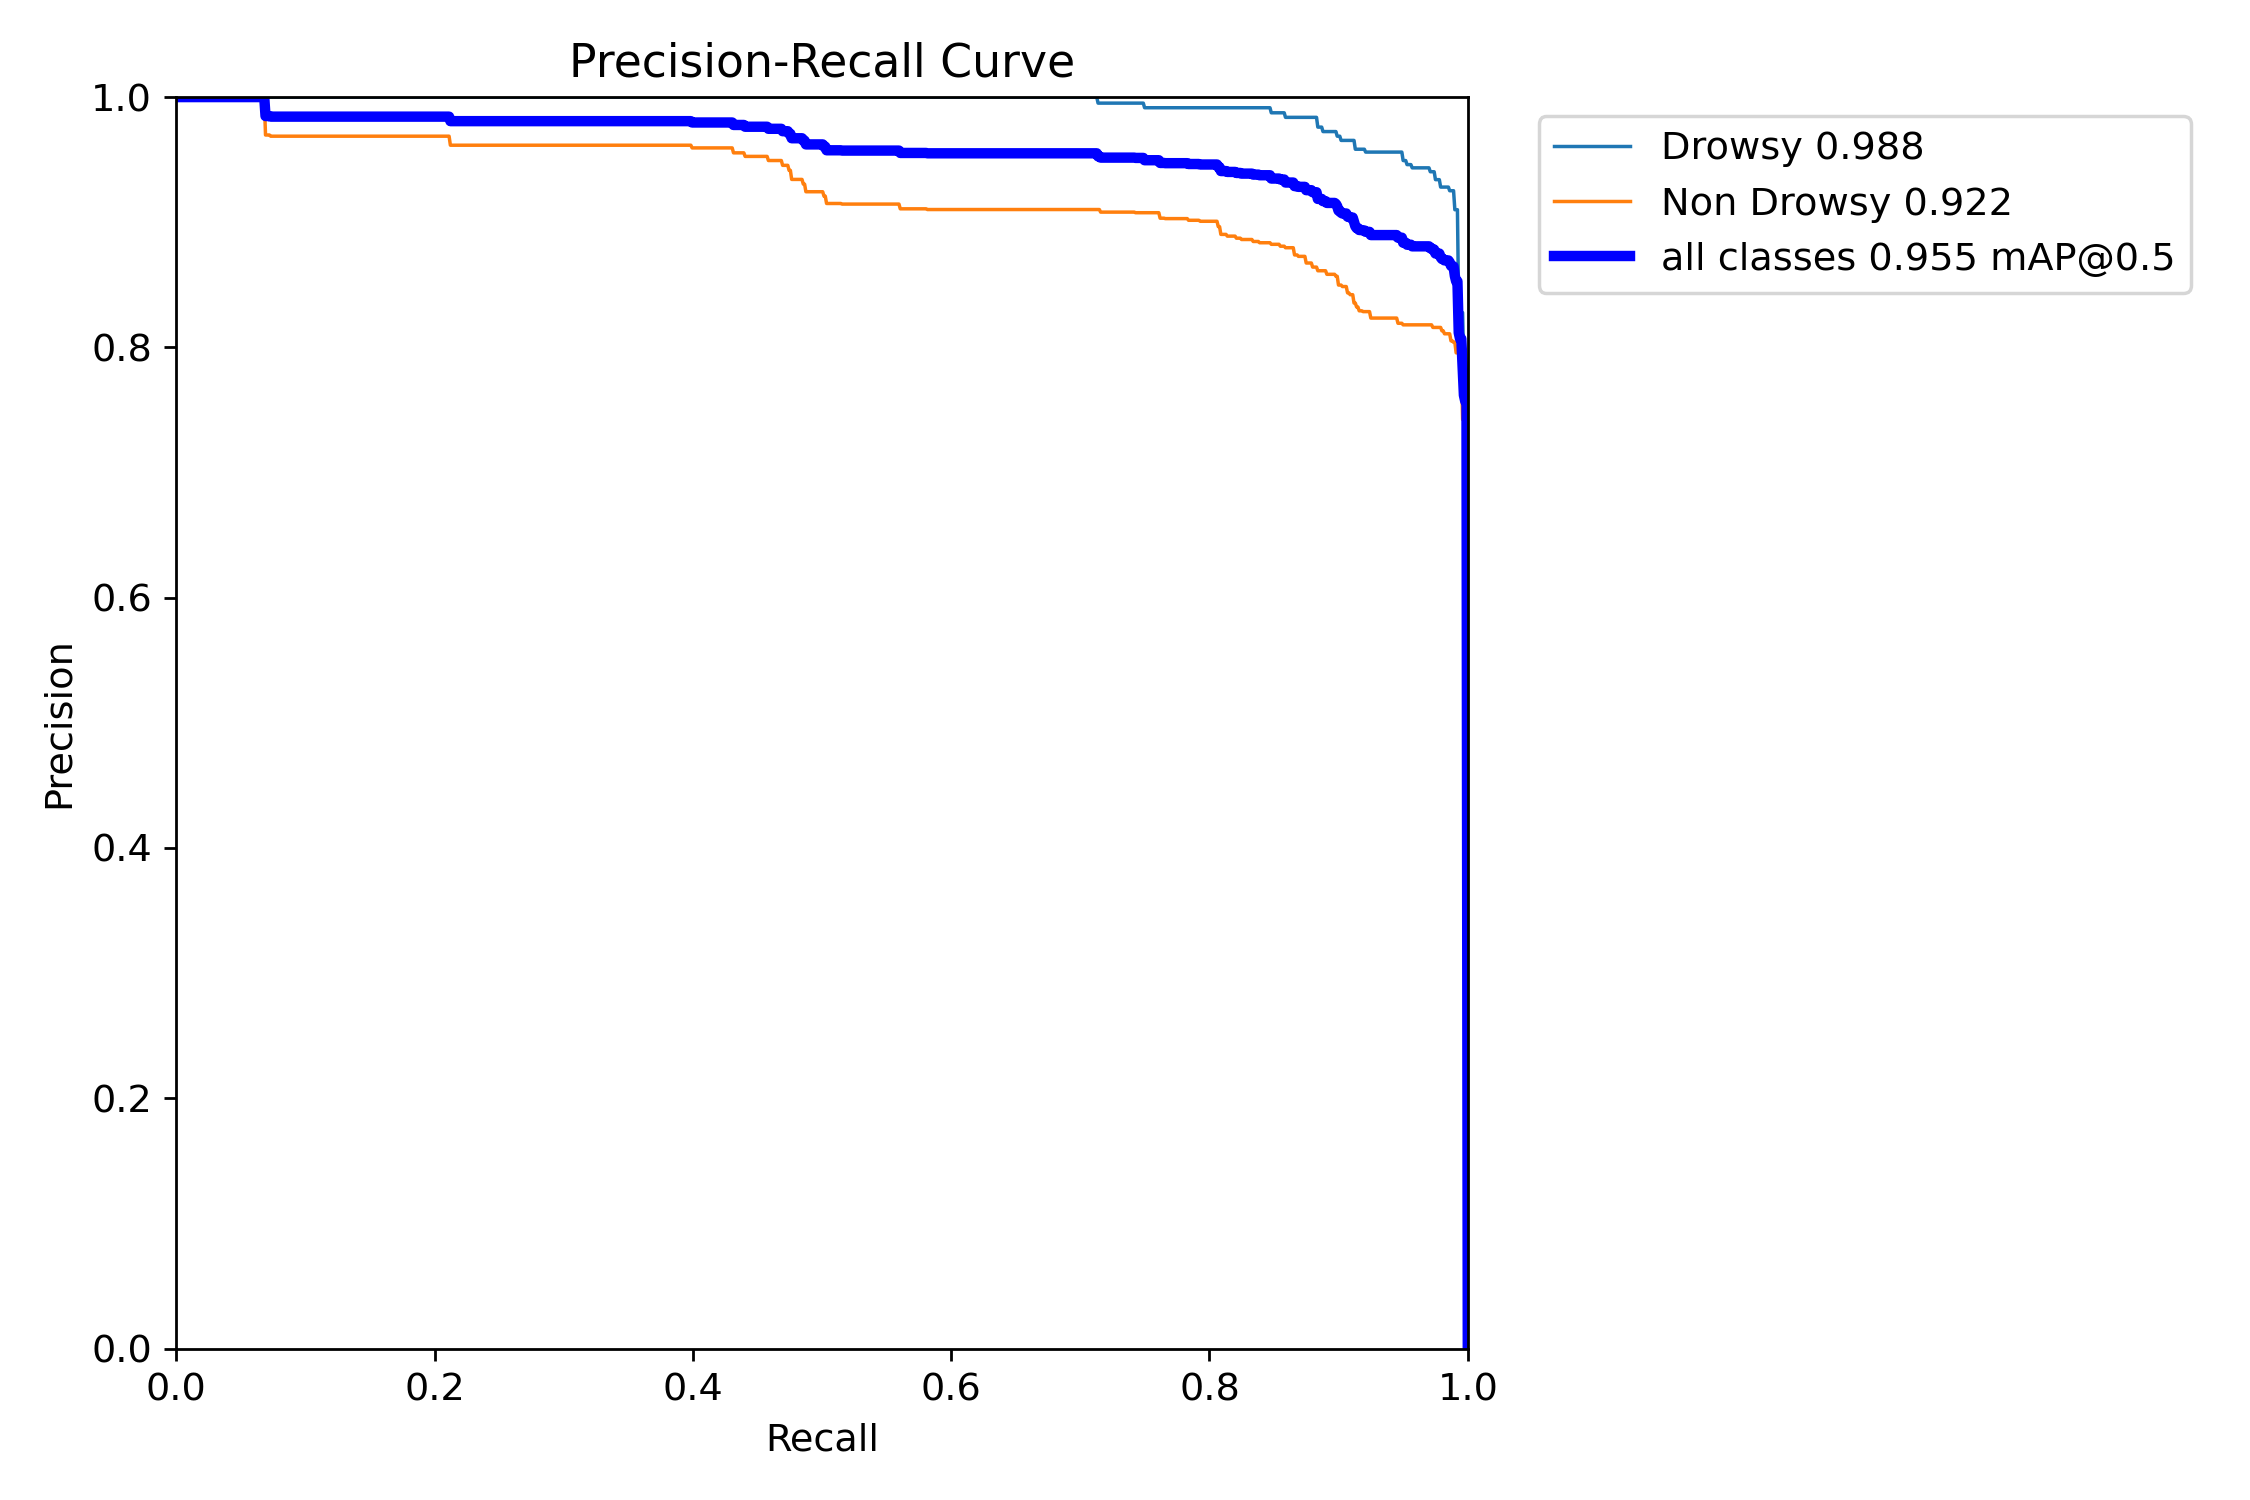 Precision-Recall Curve
1.0
0.8
0.6
0.4
0.2
0.0
Precision
0.0 0.2 0.4 0.6 0.8 1.0
Recall
Drowsy 0.988
Non Drowsy 0.922
all classes 0.955 mAP@0.5